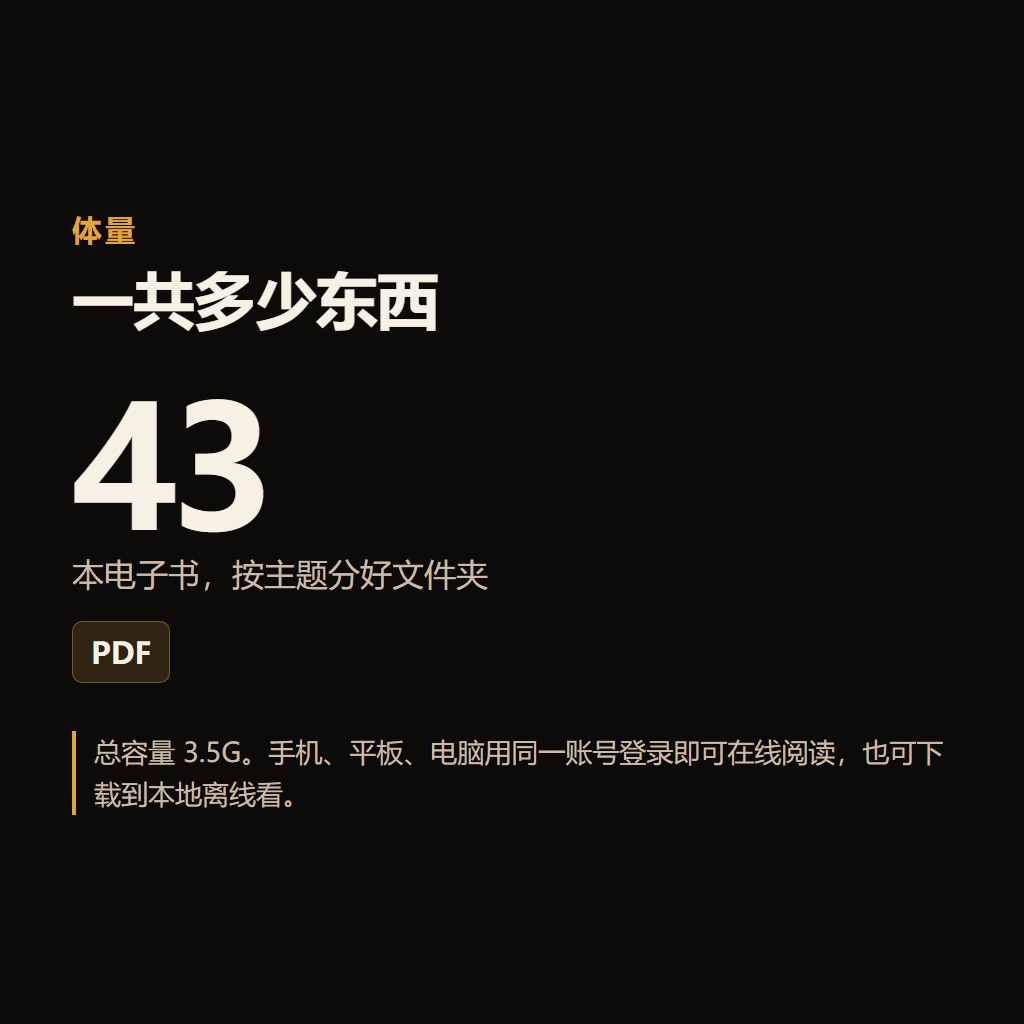 体量
一共多少东西
43
本电子书，按主题分好文件夹
PDF
总容量 3.5G。手机、平板、电脑用同一账号登录即可在线阅读，也可下
载到本地离线看。